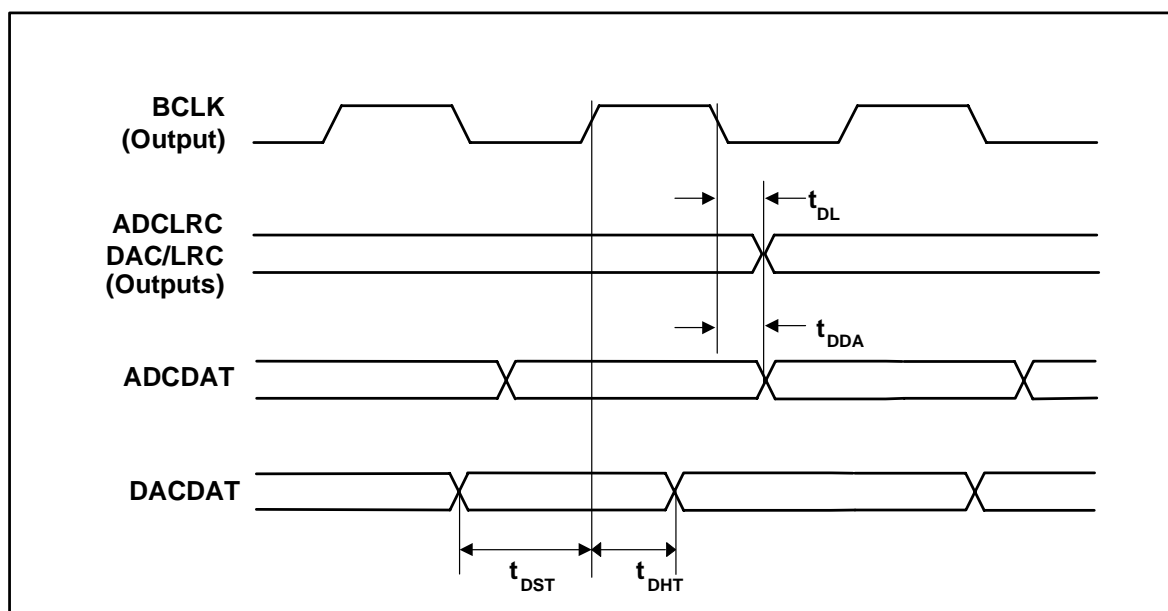 BCLK
(Output)
t_DL
ADCLRC
DAC/LRC
(Outputs)
t_DDA
ADCDAT
DACDAT
t_DST
t_DHT